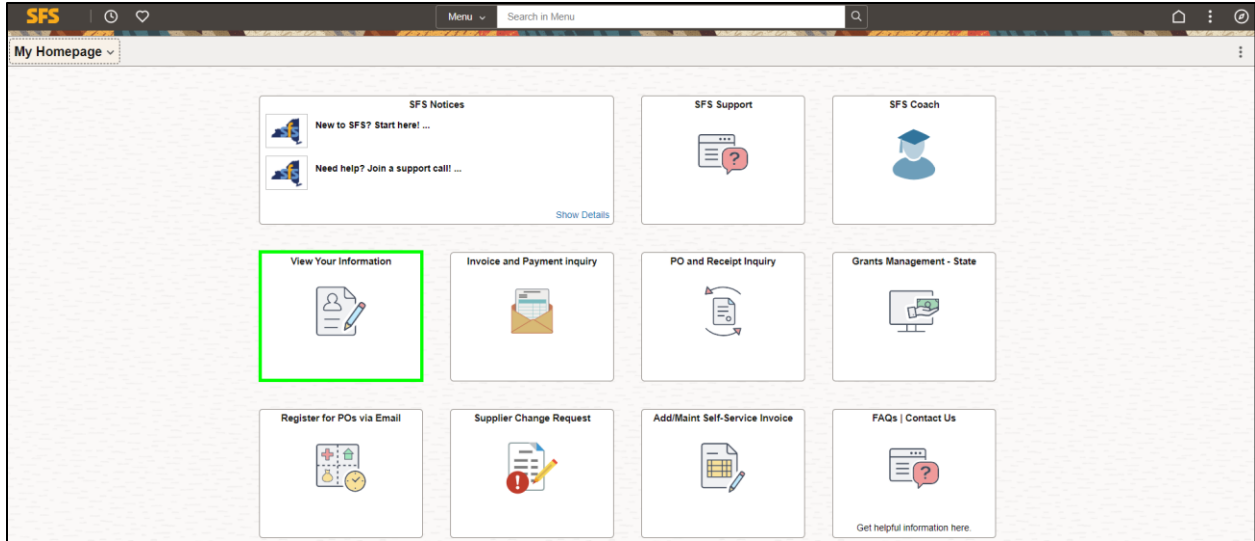 SFS
Menu
Search in Menu
My Homepage
SFS Notices
New to SFS? Start here! ...
Need help? Join a support call! ...
Show Details
SFS Support
SFS Coach
View Your Information
Invoice and Payment inquiry
PO and Receipt Inquiry
Grants Management - State
Register for POs via Email
Supplier Change Request
Add/Maint Self-Service Invoice
FAQs | Contact Us
Get helpful information here.